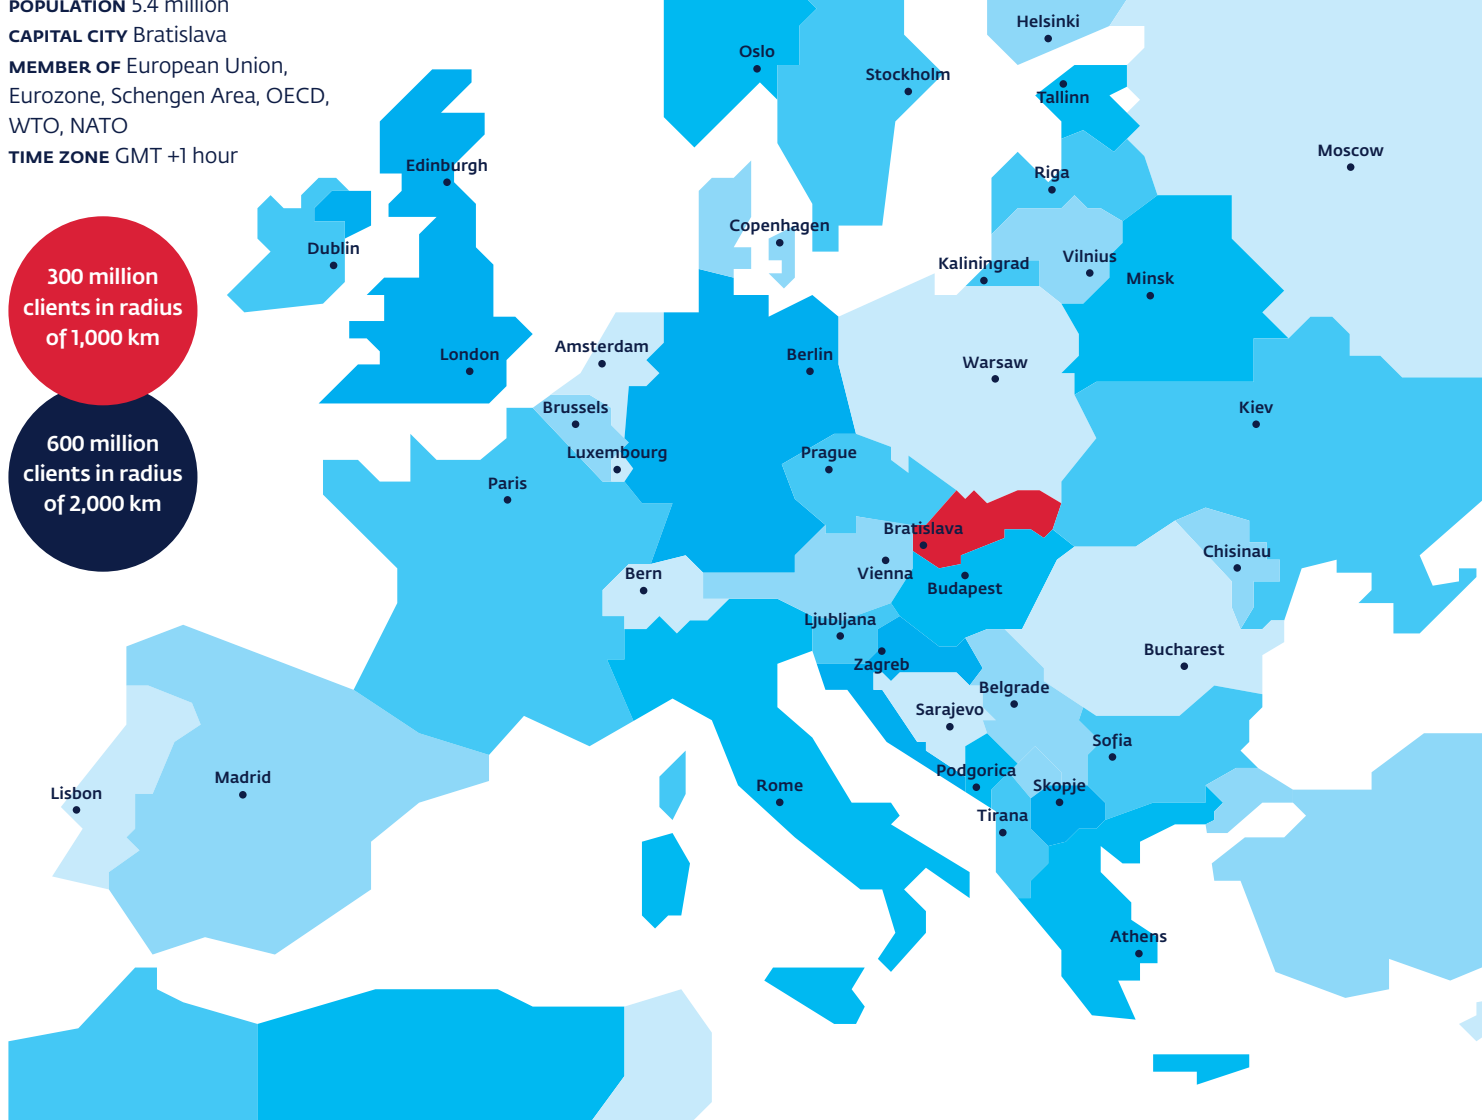 POPULATION 5.4 million
CAPITAL CITY Bratislava
MEMBER OF European Union,
Eurozone, Schengen Area, OECD,
WTO, NATO
TIME ZONE GMT +1 hour
300 million
clients in radius
of 1,000 km
600 million
clients in radius
of 2,000 km
Helsinki
Oslo
Stockholm
Tallinn
Moscow
Edinburgh
Riga
Copenhagen
Dublin
Vilnius
Kaliningrad
Minsk
Amsterdam
London
Berlin
Warsaw
Brussels
Kiev
Luxembourg
Prague
Paris
Bratislava
Chisinau
Bern
Vienna
Budapest
Ljubljana
Bucharest
Zagreb
Belgrade
Sarajevo
Sofia
Podgorica
Madrid
Rome
Skopje
Lisbon
Tirana
Athens